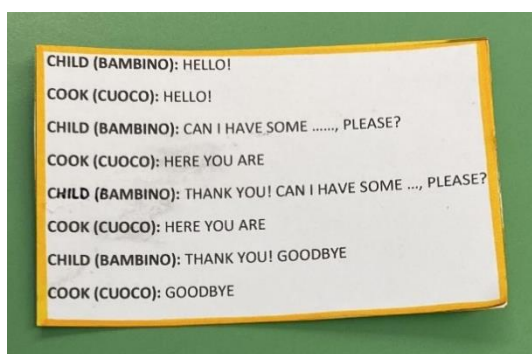 CHILD (BAMBINO): HELLO!
COOK (CUOCO): HELLO!
CHILD (BAMBINO): CAN I HAVE SOME ......, PLEASE?
COOK (CUOCO): HERE YOU ARE
CHILD (BAMBINO): THANK YOU! CAN I HAVE SOME ..., PLEASE?
COOK (CUOCO): HERE YOU ARE
CHILD (BAMBINO): THANK YOU! GOODBYE
COOK (CUOCO): GOODBYE